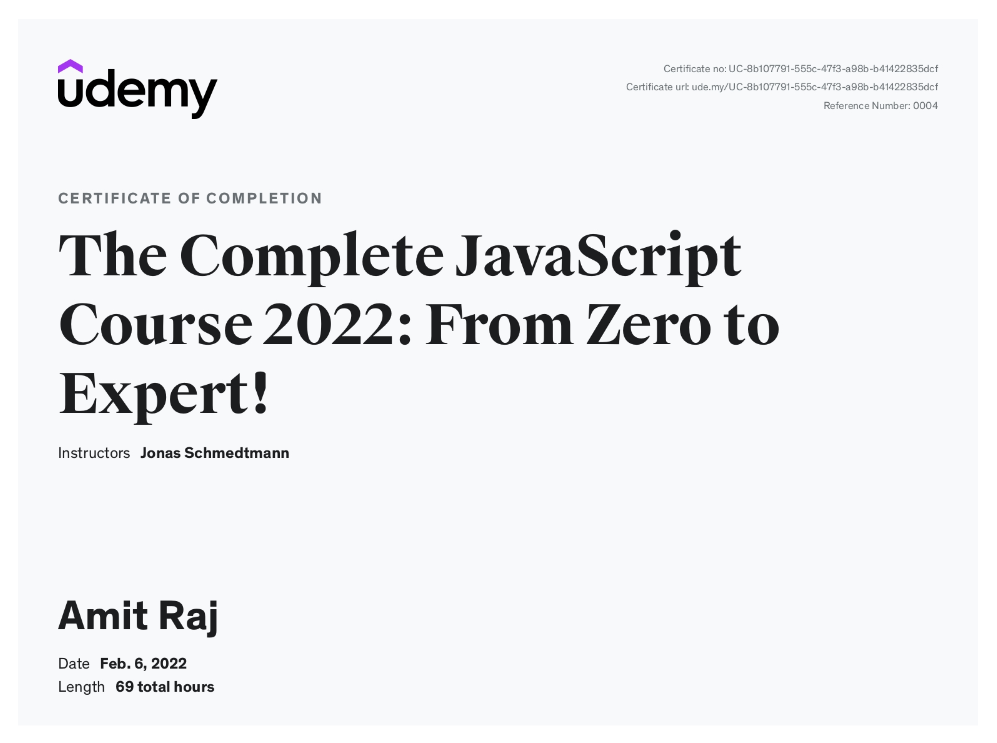 udemy
Certificate no: UC-8b107791-555c-47f3-a98b-b41422835dcf
Certificate url: ude.my/UC-8b107791-555c-47f3-a98b-b41422835dcf
Reference Number: 0004
CERTIFICATE OF COMPLETION
The Complete JavaScript
Course 2022: From Zero to
Expert!
Instructors Jonas Schmedtmann
Amit Raj
Date Feb. 6, 2022
Length 69 total hours